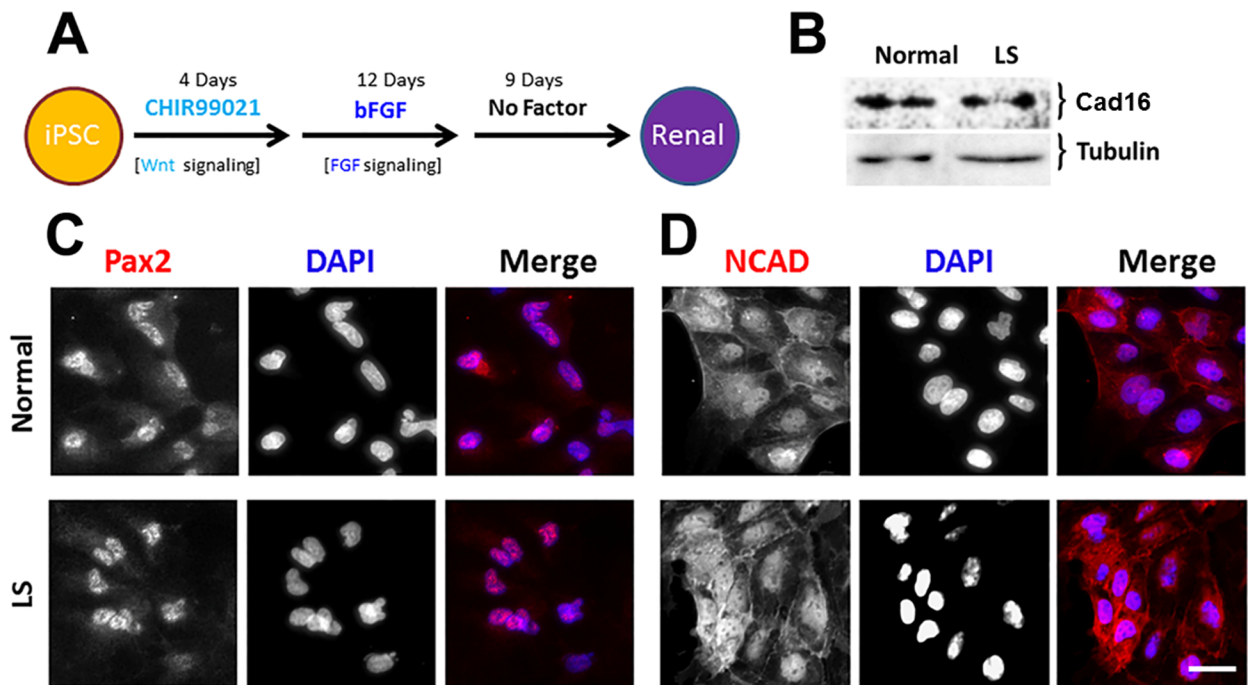 A
4 Days
CHIR99021
[Wnt signaling]
12 Days
bFGF
[FGF signaling]
9 Days
No Factor
iPSC
Renal
B
Normal LS
Cad16
Tubulin
C
Pax2 DAPI Merge
Normal
LS
D
NCAD DAPI Merge